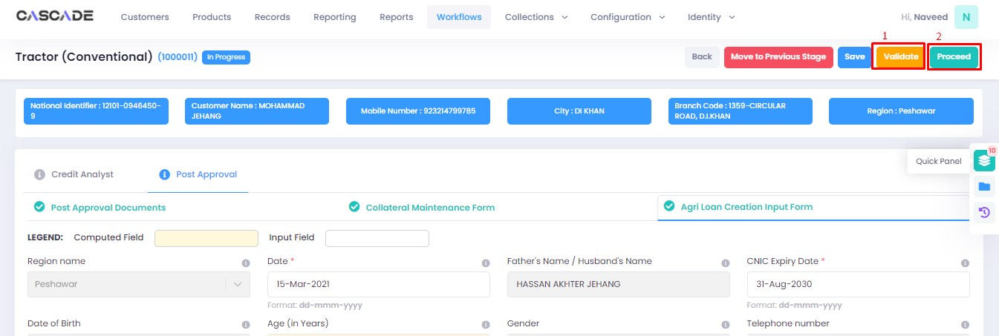 CASCADE Customers Products Records Reporting Reports Workflows Collections Configuration Identity Hi, Naveed N
1 2
Tractor (Conventional) (1000011) In Progress Back Move to Previous Stage Save Validate Proceed
National Identifier : 12101-0946450-9
Customer Name : MOHAMMAD JEHANG
Mobile Number : 923214799785
City : DI KHAN
Branch Code : 1359-CIRCULAR ROAD, D.I.KHAN
Region : Peshawar
10
Quick Panel
Credit Analyst Post Approval
Post Approval Documents Collateral Maintenance Form Agri Loan Creation Input Form
LEGEND: Computed Field Input Field
Region name Date * Father's Name / Husband's Name CNIC Expiry Date *
Peshawar 15-Mar-2021 HASSAN AKHTER JEHANG 31-Aug-2030
Format: dd-mmm-yyyy Format: dd-mmm-yyyy
Date of Birth Age (in Years) Gender Telephone number